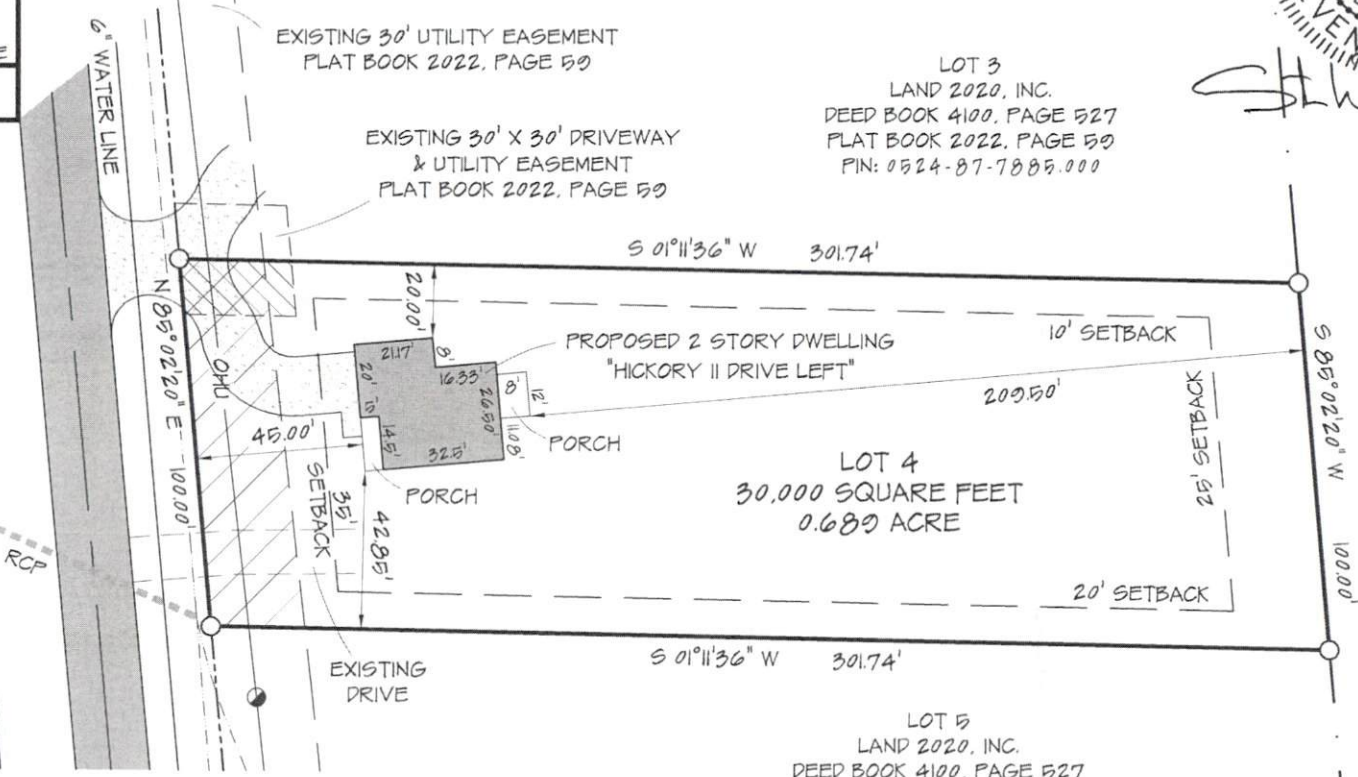 6" WATER LINE
EXISTING 30' UTILITY EASEMENT
PLAT BOOK 2022, PAGE 59
EXISTING 30' X 30' DRIVEWAY
& UTILITY EASEMENT
PLAT BOOK 2022, PAGE 59
LOT 3
LAND 2020, INC.
DEED BOOK 4100, PAGE 527
PLAT BOOK 2022, PAGE 59
PIN: 0524-87-7885.000
S 01°11'36" W 301.74'
N 85°02'20" E 100.00'
OHU
20.00'
21.17'
8'
16.33'
20'
15'
14.5'
32.5'
26.50'
8'
12'
11.08'
PROPOSED 2 STORY DWELLING
"HICKORY II DRIVE LEFT"
PORCH
PORCH
45.00'
35'
SETBACK
42.85'
10' SETBACK
209.50'
25' SETBACK
LOT 4
30,000 SQUARE FEET
0.689 ACRE
20' SETBACK
S 85°02'20" W 100.00'
RCP
S 01°11'36" W 301.74'
EXISTING
DRIVE
LOT 5
LAND 2020, INC.
DEED BOOK 4100, PAGE 527